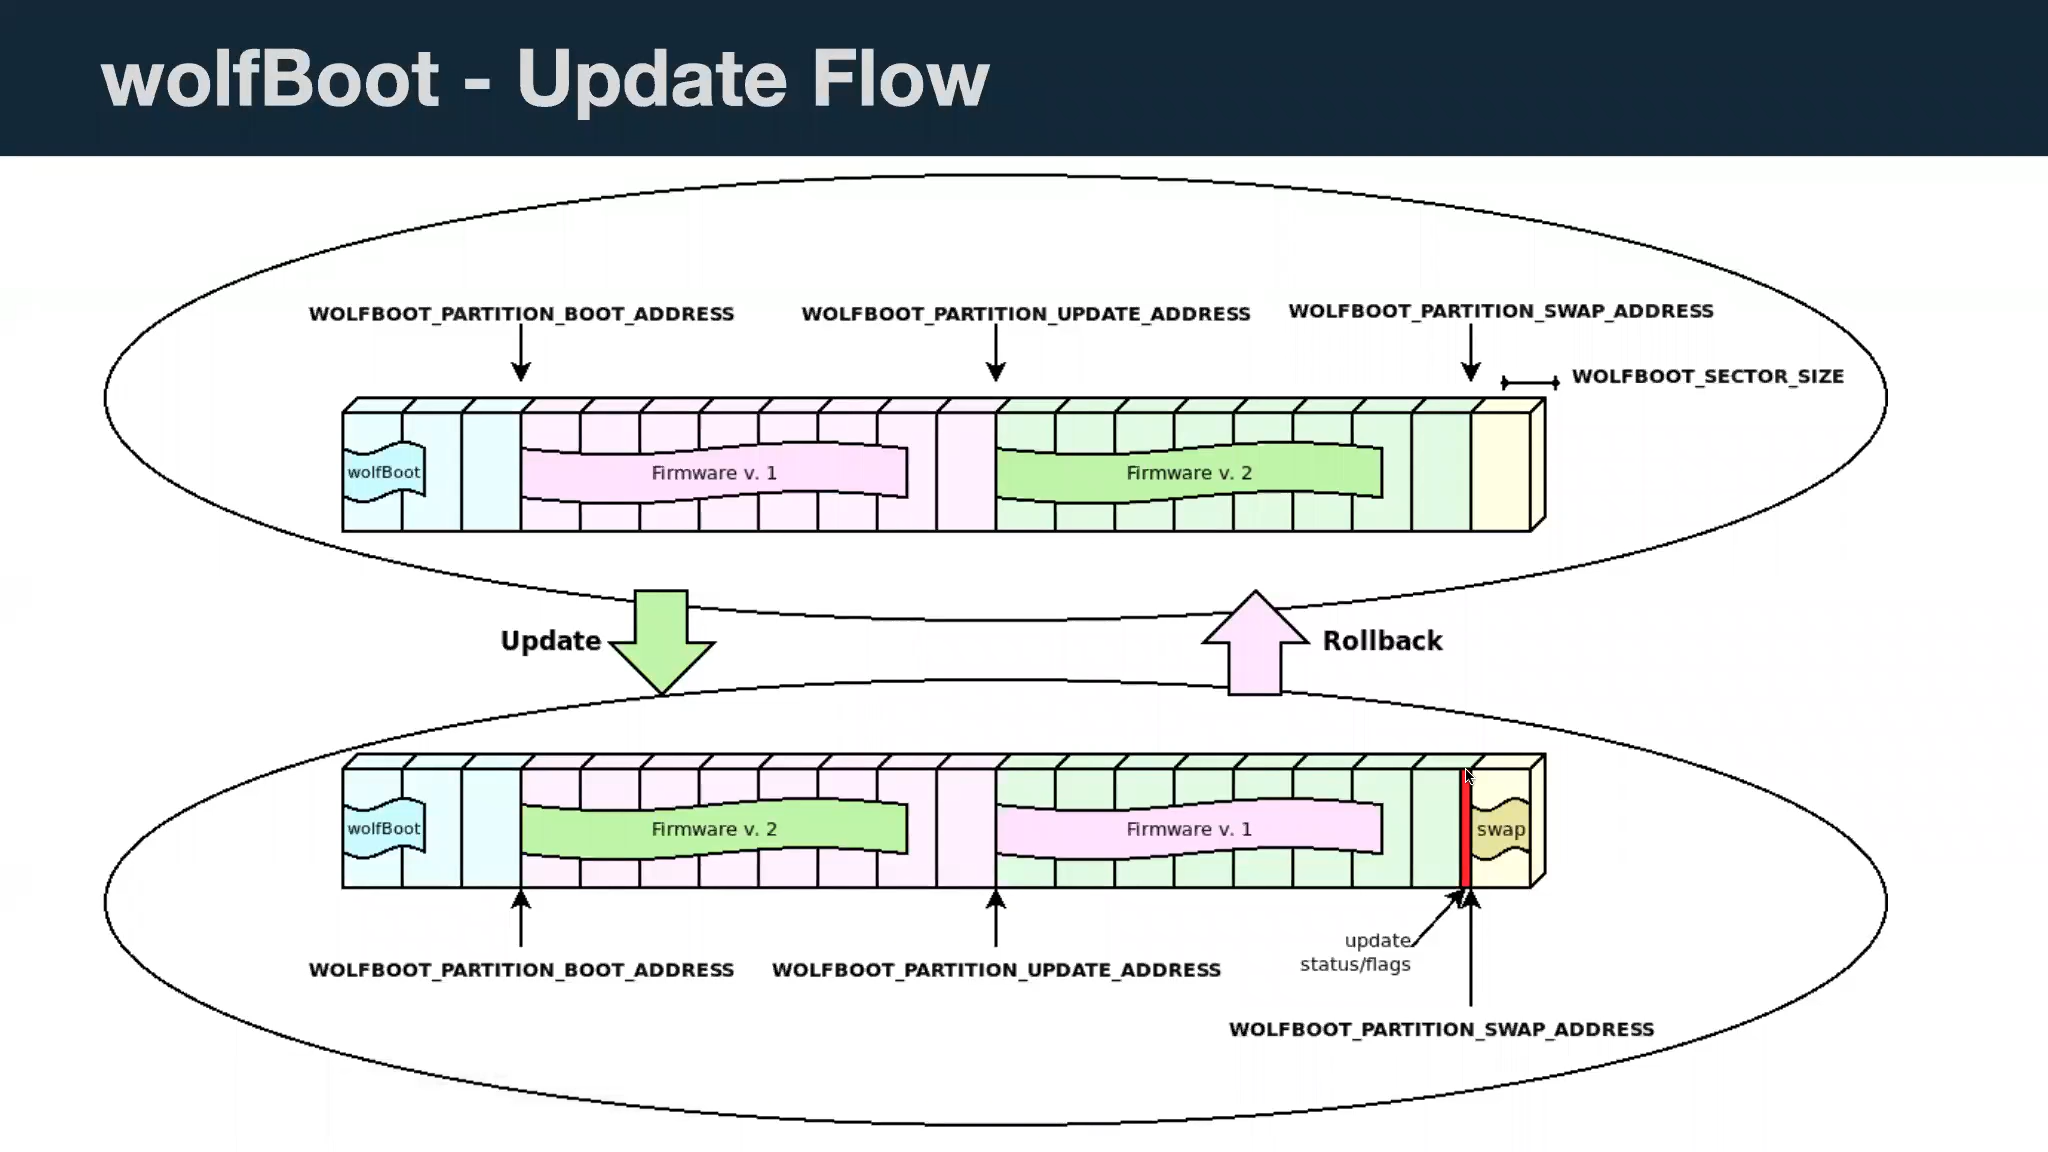 wolfBoot - Update Flow
WOLFBOOT_PARTITION_BOOT_ADDRESS
WOLFBOOT_PARTITION_UPDATE_ADDRESS
WOLFBOOT_PARTITION_SWAP_ADDRESS
WOLFBOOT_SECTOR_SIZE
wolfBoot
Firmware v. 1
Firmware v. 2
Update
Rollback
wolfBoot
Firmware v. 2
Firmware v. 1
swap
update
status/flags
WOLFBOOT_PARTITION_BOOT_ADDRESS
WOLFBOOT_PARTITION_UPDATE_ADDRESS
WOLFBOOT_PARTITION_SWAP_ADDRESS